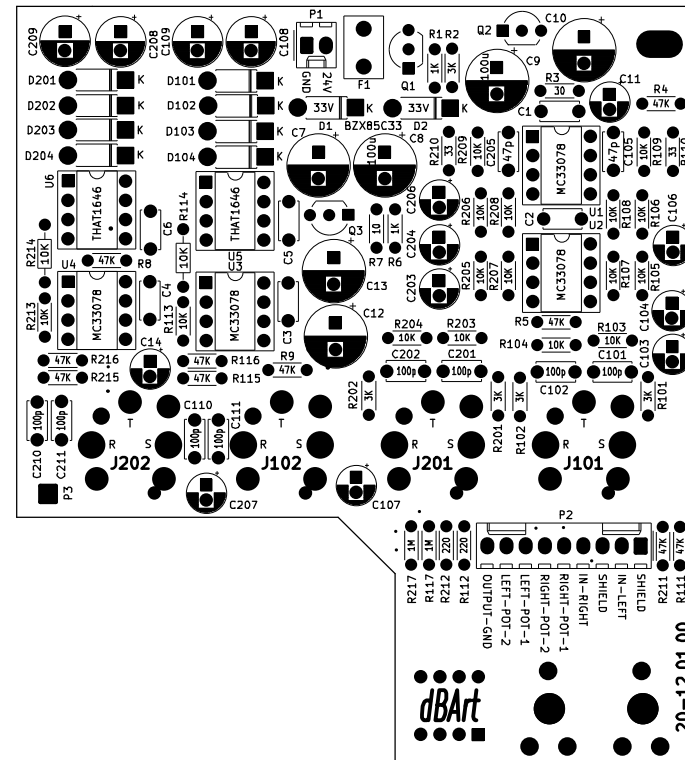 C209
C208
C109
C108
P1
GND
24V
F1
Q1
R1
1K
R2
3K
Q2
C10
C9
100u
R3
30
C1
C11
R4
47K
D201
K
D202
K
D203
K
D204
K
D101
K
D102
K
D103
K
D104
K
33V
D1
BZX85C33
33V
D2
C7
C8
100u
R210
33
R209
10K
C205
47p
MC33078
47p
C105
10K
R109
33
R110
U6
THAT1646
C6
R114
10K
THAT1646
U5
C5
Q3
10
R7
1K
R6
C206
C204
C203
R206
10K
R208
10K
C2
U1
U2
10K
R108
10K
R106
C106
R214
10K
U4
47K
R8
U3
C13
R205
10K
R207
10K
MC33078
10K
R107
10K
R105
R213
10K
MC33078
C4
R113
10K
MC33078
C3
C12
C104
C103
R5
47K
R104
10K
R103
10K
R204
10K
R203
10K
C14
47K
R216
47K
R215
47K
R116
47K
R115
R9
47K
C202
100p
C201
100p
100p
C102
C101
100p
R202
3K
3K
R201
3K
R102
3K
R101
100p
C210
100p
C211
T
R
S
J202
C110
100p
C111
100p
T
R
S
J102
T
R
S
J201
T
R
S
J101
P3
C207
C107
P2
1M
R217
1M
R117
220
R212
220
R112
OUTPUT-GND
LEFT-POT-2
LEFT-POT-1
RIGHT-POT-2
RIGHT-POT-1
IN-RIGHT
SHIELD
IN-LEFT
SHIELD
47K
R211
47K
R111
dBArt
20-12.01.00